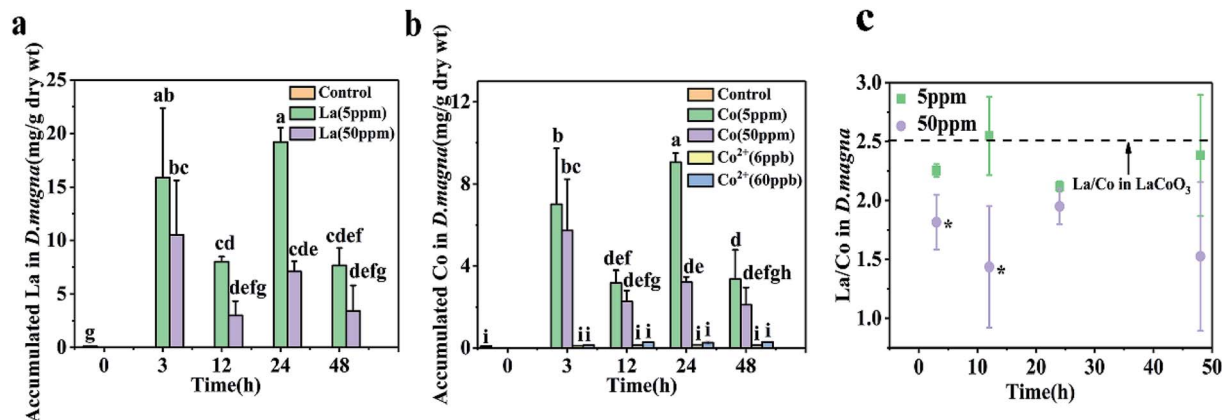 a
Accumulated La in D.magna(mg/g dry wt)
25
20
15
10
5
0
Control
La(5ppm)
La(50ppm)
g
ab
bc
cd
defg
a
cde
cdef
defg
0
3
12
24
48
Time(h)
b
Accumulated Co in D.magna(mg/g dry wt)
12
9
6
3
0
Control
Co(5ppm)
Co(50ppm)
Co²⁺(6ppb)
Co²⁺(60ppb)
i
b
bc
i i
def
defg
i i
a
de
i i
d
defgh
i i
0
3
12
24
48
Time(h)
c
La/Co in D.magna
3.0
2.5
2.0
1.5
1.0
5ppm
50ppm
La/Co in LaCoO₃
*
*
0
10
20
30
40
50
Time(h)